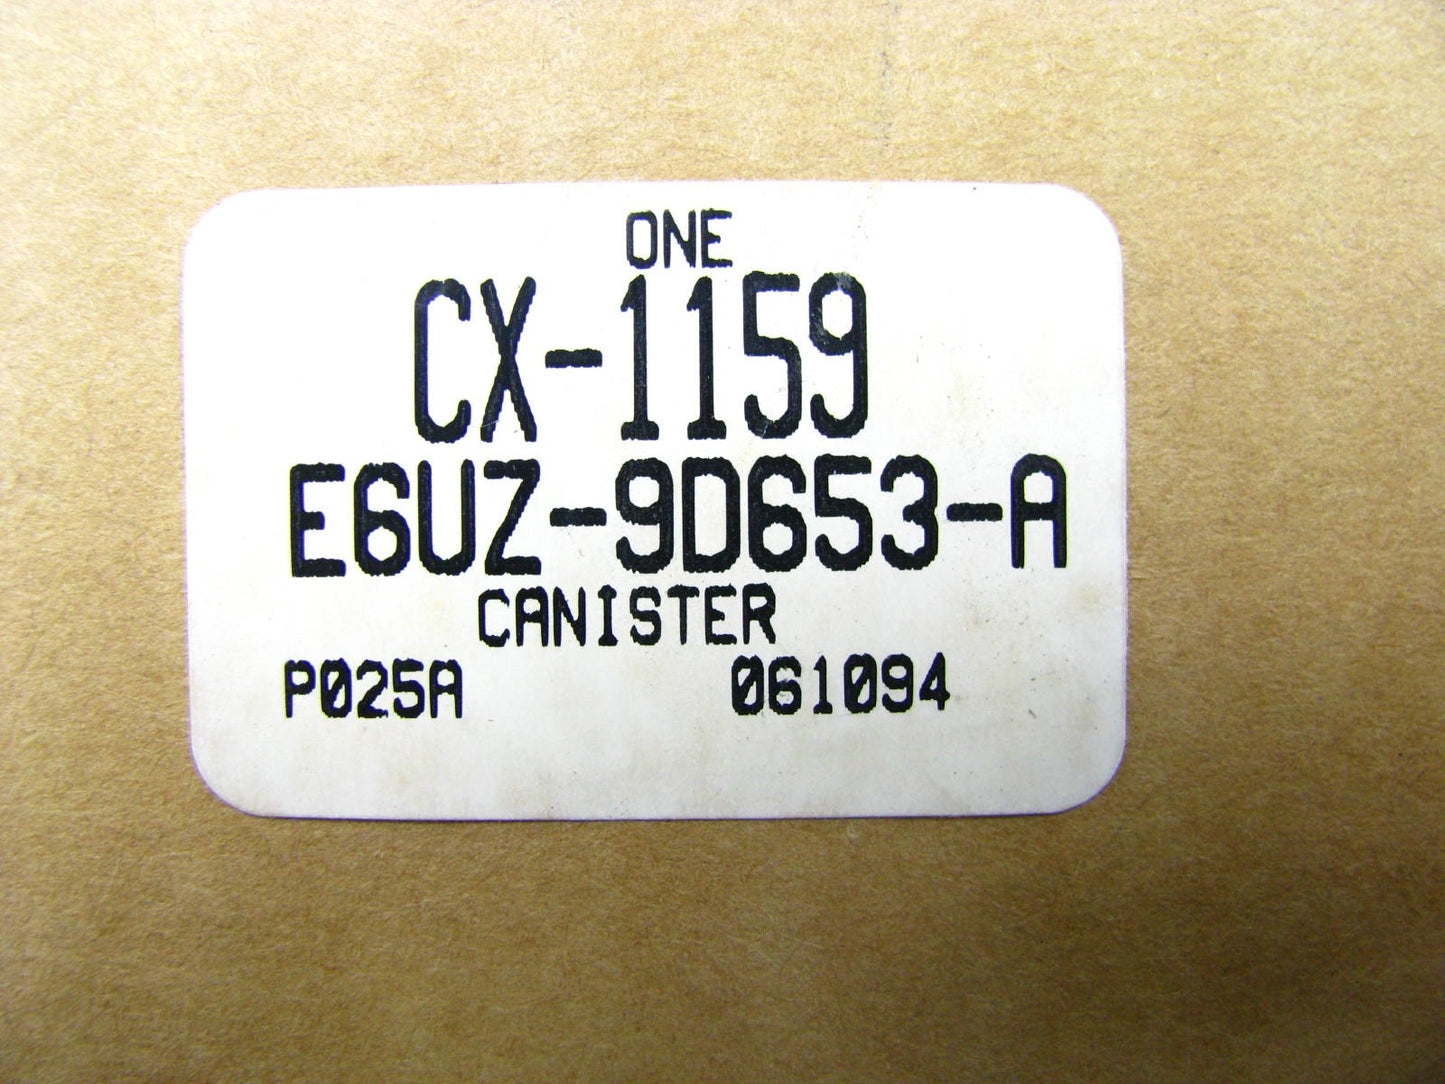 ONE
CX-1159
E6UZ-9D653-A
CANISTER
P025A 061094